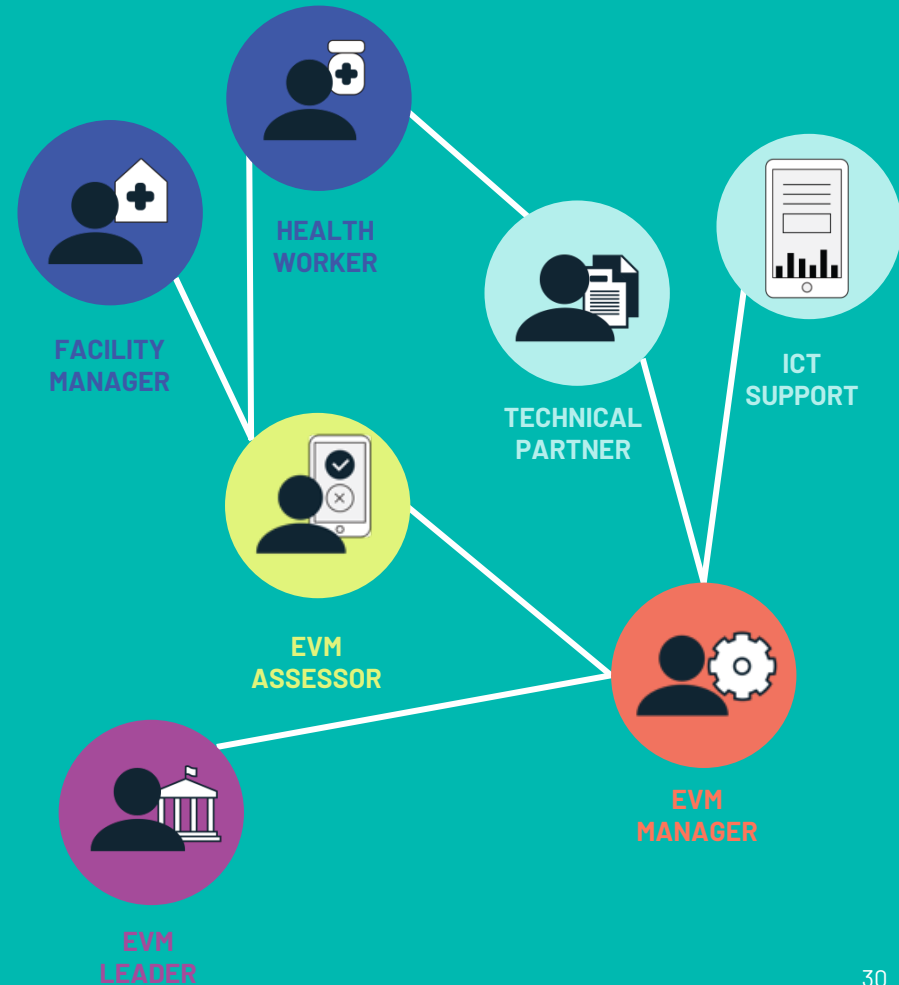 HEALTH
WORKER
FACILITY
MANAGER
ICT
SUPPORT
TECHNICAL
PARTNER
EVM
ASSESSOR
EVM
MANAGER
EVM
LEADER
30